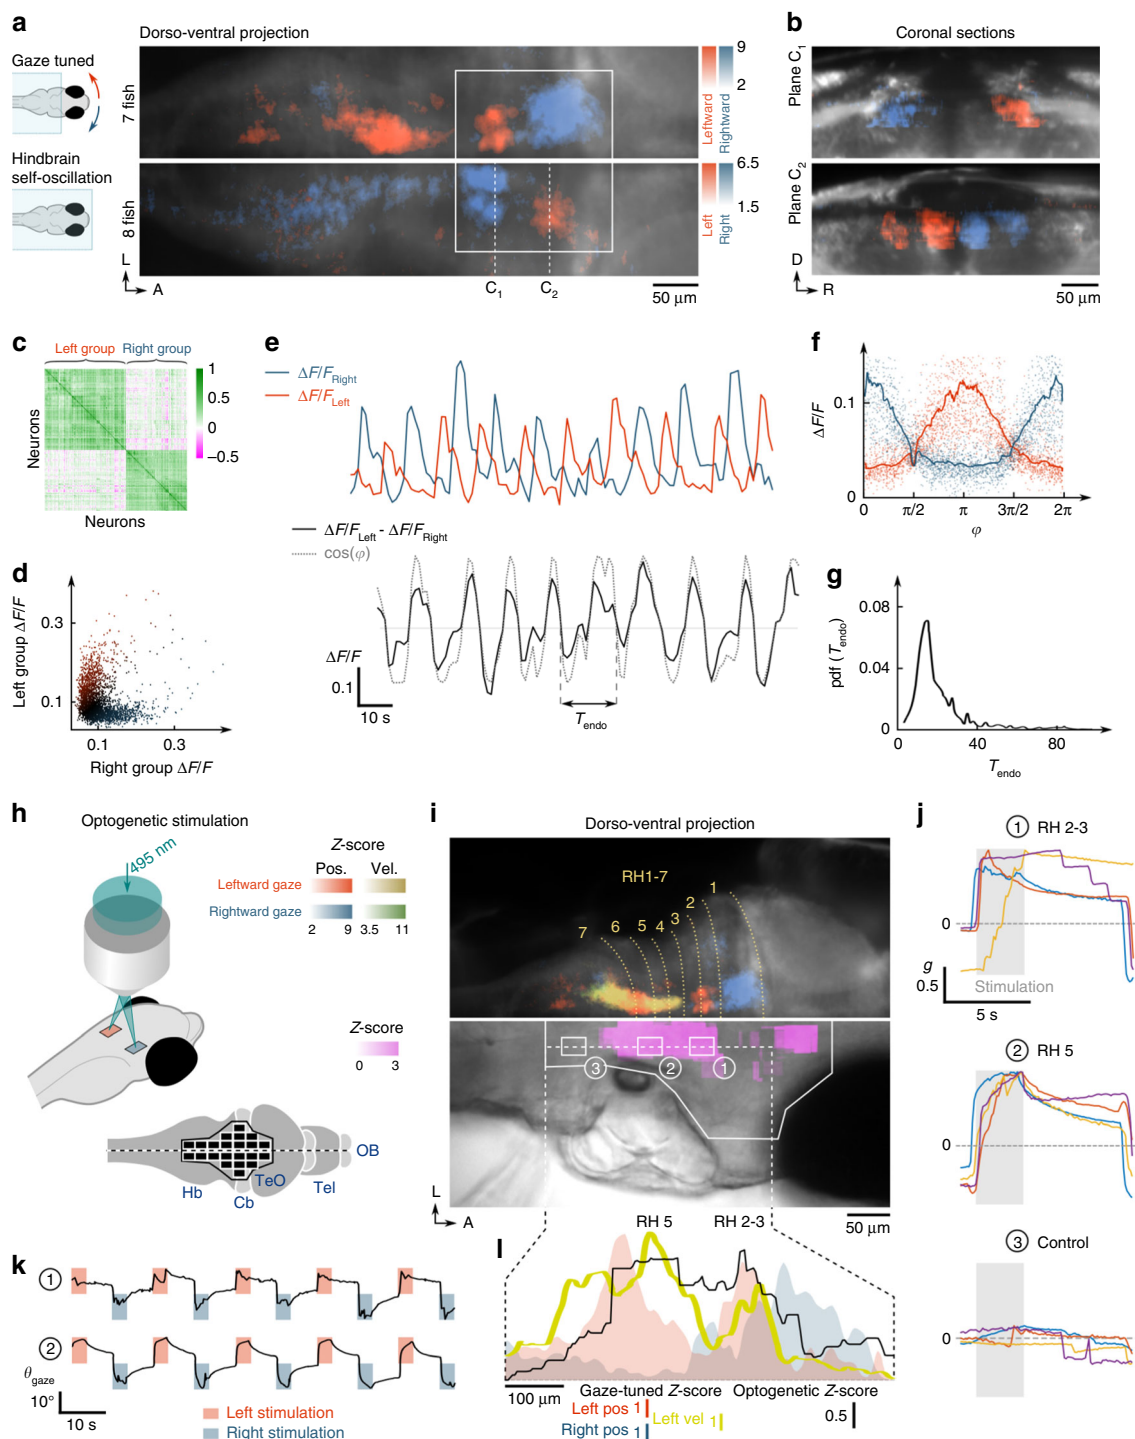 a
Dorso-ventral projection
Gaze tuned
7 fish
9
2
Leftward
Rightward
Hindbrain
self-oscillation
8 fish
6.5
1.5
Left
Right
L
A
C1
C2
50 μm
b
Coronal sections
Plane C1
Plane C2
D
R
50 μm
c
Left group
Right group
Neurons
Neurons
1
0.5
0
−0.5
d
Left group ΔF/F
0.3
0.1
0.1
0.3
Right group ΔF/F
e
ΔF/FRight
ΔF/FLeft
ΔF/FLeft - ΔF/FRight
cos(φ)
ΔF/F
0.1
10 s
Tendo
f
ΔF/F
0.1
0
0
π/2
π
3π/2
2π
φ
g
pdf (Tendo)
0.08
0.04
0
0
40
80
Tendo
h
Optogenetic stimulation
495 nm
Z-score
Pos.
Vel.
Leftward gaze
Rightward gaze
2
9
3.5
11
Z-score
0
3
OB
TeO
Tel
Hb
Cb
i
Dorso-ventral projection
RH1-7
1
2
3
4
5
6
7
3
2
1
L
A
50 μm
RH 5
RH 2-3
j
1 RH 2-3
0
g
0.5
Stimulation
5 s
2 RH 5
0
3 Control
0
k
1
2
θgaze
10°
10 s
Left stimulation
Right stimulation
l
100 μm
Gaze-tuned Z-score
Optogenetic Z-score
Left pos 1
Left vel 1
Right pos 1
0.5